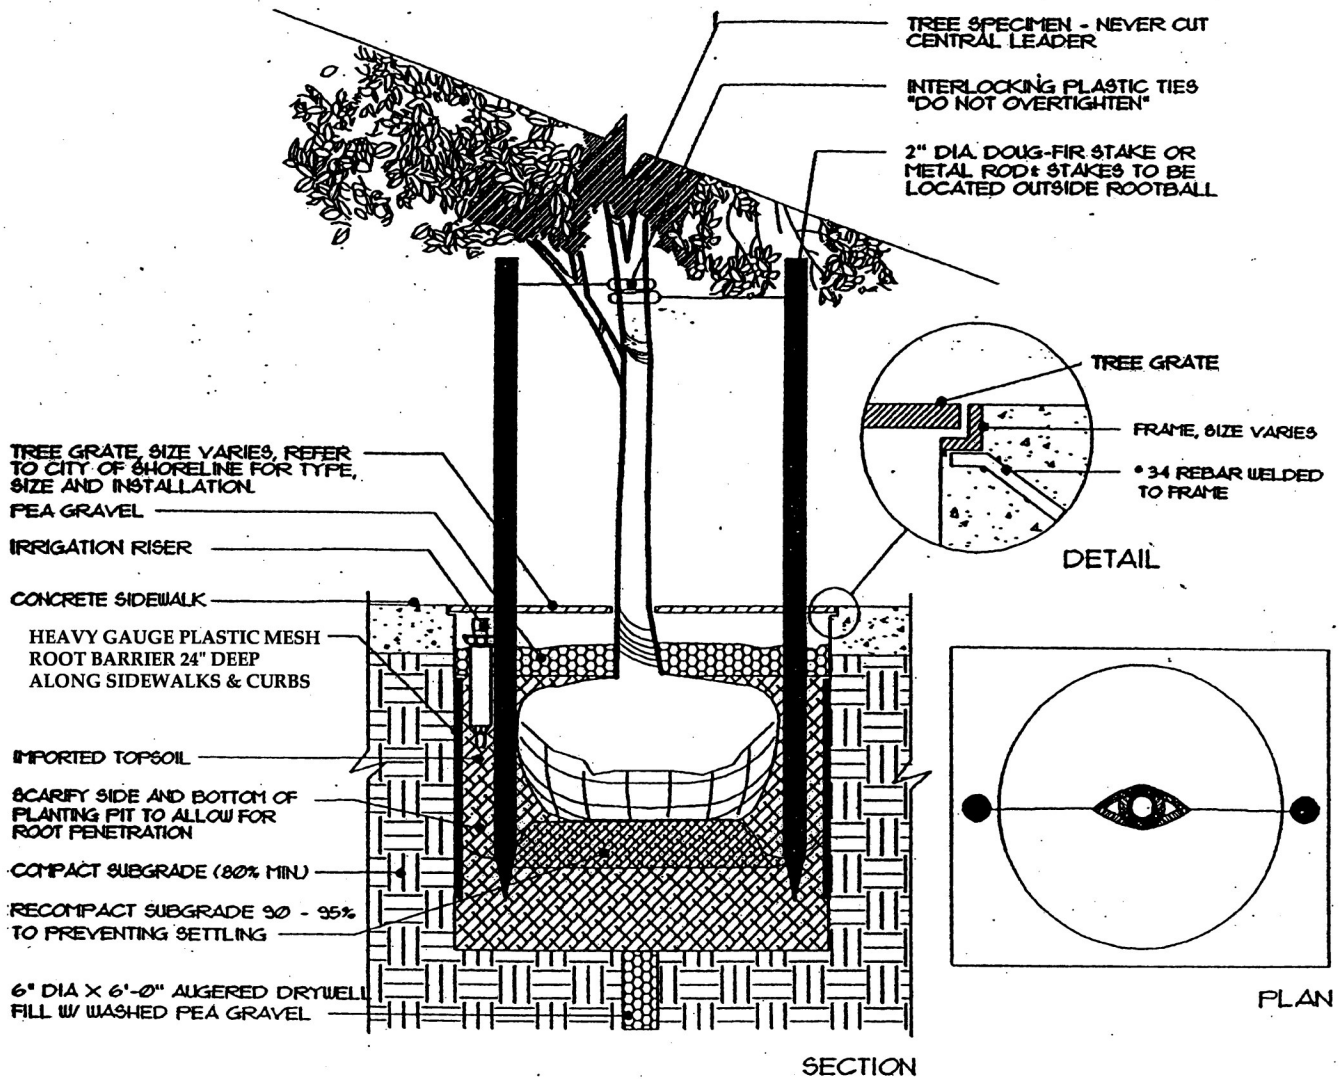 TREE SPECIMEN - NEVER CUT
CENTRAL LEADER
INTERLOCKING PLASTIC TIES
"DO NOT OVERTIGHTEN"
2" DIA. DOUG-FIR STAKE OR
METAL ROD & STAKES TO BE
LOCATED OUTSIDE ROOTBALL
TREE GRATE
FRAME, SIZE VARIES
# 34 REBAR WELDED
TO FRAME
DETAIL
TREE GRATE, SIZE VARIES, REFER
TO CITY OF SHORELINE FOR TYPE,
SIZE AND INSTALLATION.
PEA GRAVEL
IRRIGATION RISER
CONCRETE SIDEWALK
HEAVY GAUGE PLASTIC MESH
ROOT BARRIER 24" DEEP
ALONG SIDEWALKS & CURBS
IMPORTED TOPSOIL
SCARIFY SIDE AND BOTTOM OF
PLANTING PIT TO ALLOW FOR
ROOT PENETRATION
COMPACT SUBGRADE (80% MIN.)
RECOMPACT SUBGRADE 90 - 95%
TO PREVENTING SETTLING
6" DIA X 6'-0" AUGERED DRYWELL
FILL W/ WASHED PEA GRAVEL
PLAN
SECTION